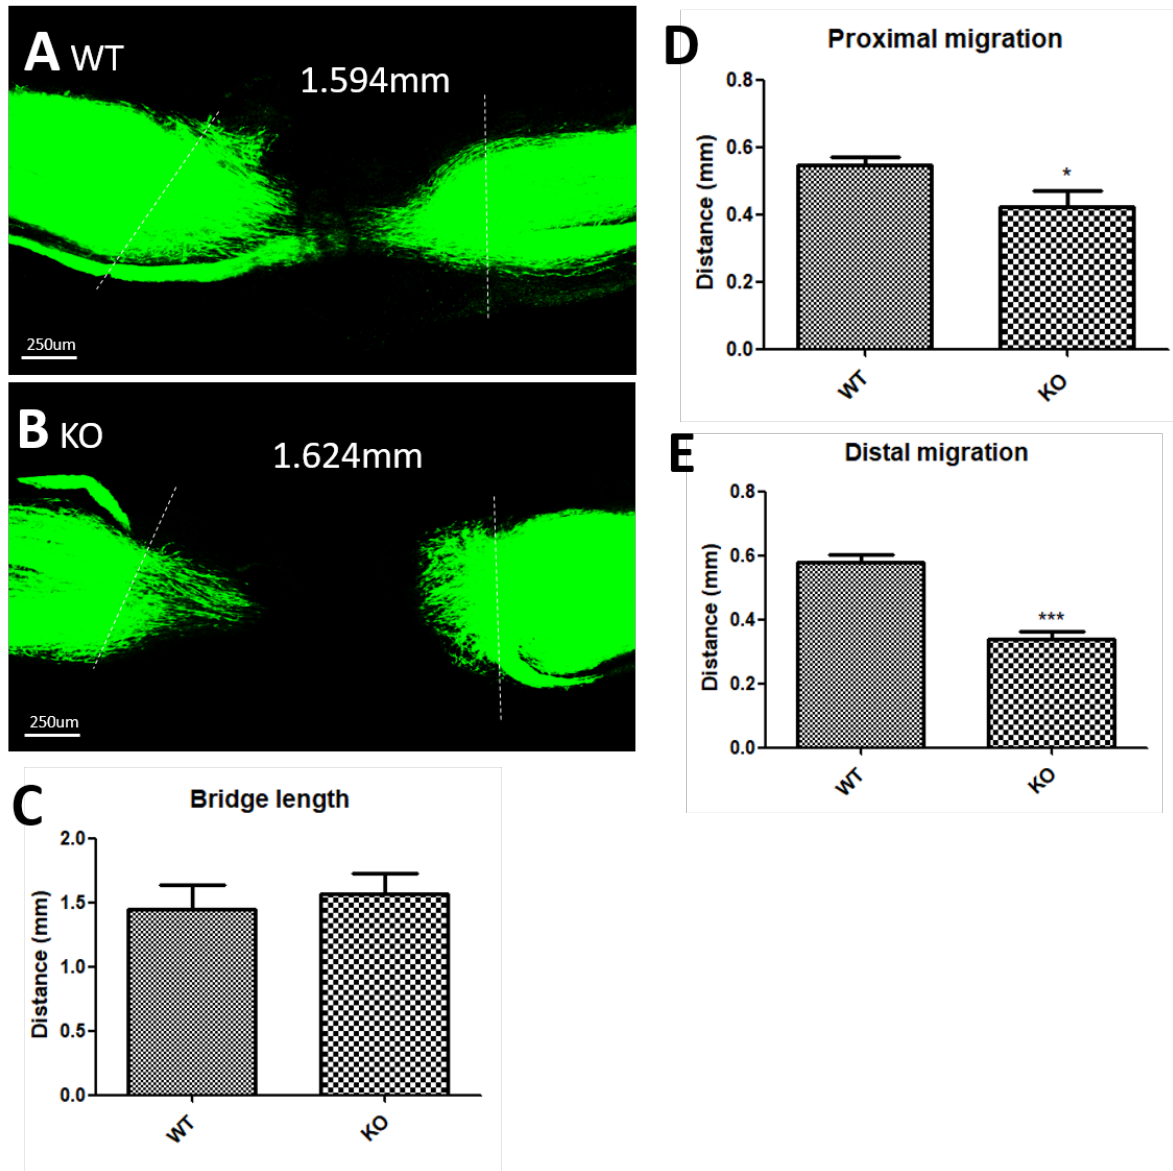 A WT
1.594mm
250um
B KO
1.624mm
250um
C
Bridge length
Distance (mm)
2.0
1.5
1.0
0.5
0.0
WT
KO
D
Proximal migration
Distance (mm)
0.8
0.6
0.4
0.2
0.0
*
WT
KO
E
Distal migration
Distance (mm)
0.8
0.6
0.4
0.2
0.0
***
WT
KO